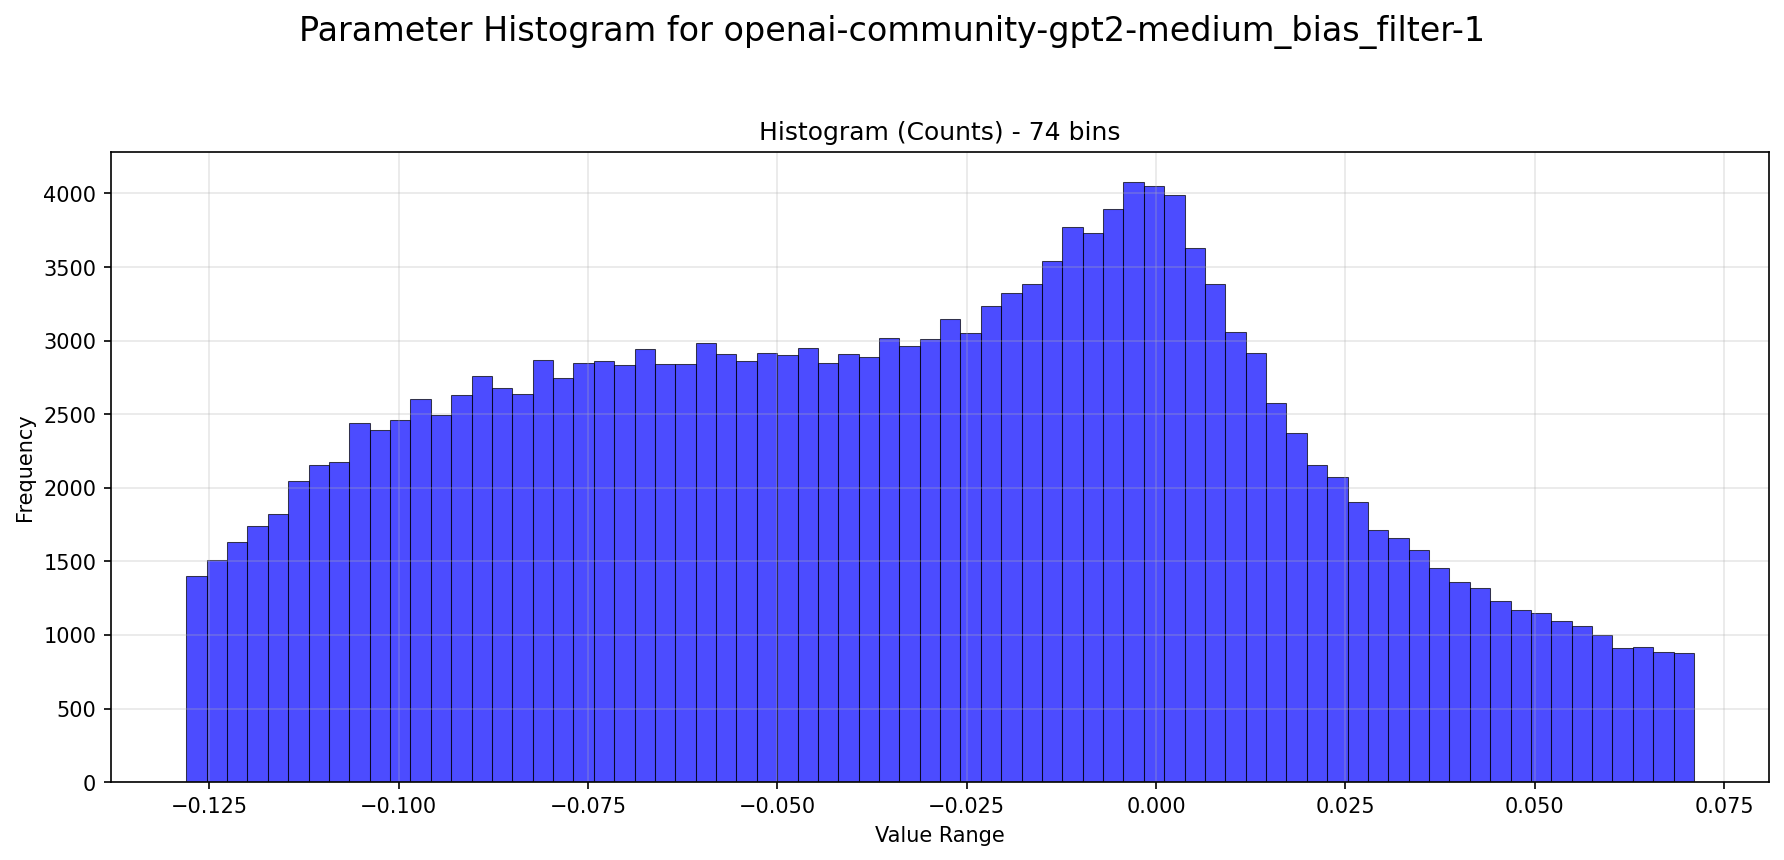 Parameter Histogram for openai-community-gpt2-medium_bias_filter-1
Histogram (Counts) - 74 bins
4000
3500
3000
2500
2000
1500
1000
500
0
Frequency
−0.125 −0.100 −0.075 −0.050 −0.025 0.000 0.025 0.050 0.075
Value Range